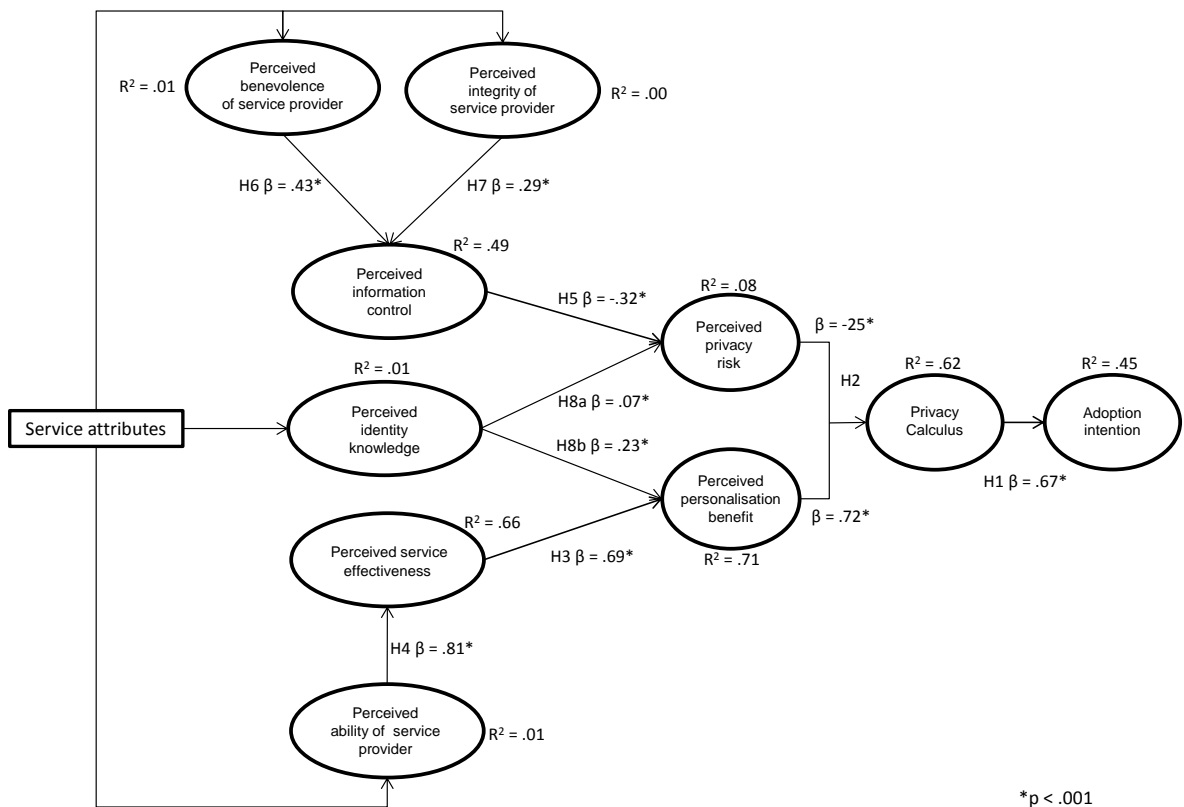 Perceived
benevolence
of service provider
R² = .01
Perceived
integrity of
service provider
R² = .00
H6 β = .43*
H7 β = .29*
R² = .49
Perceived
information
control
H5 β = -.32*
R² = .08
Perceived
privacy
risk
β = -25*
R² = .01
Perceived
identity
knowledge
Service attributes
H8a β = .07*
H8b β = .23*
H2
R² = .62
Privacy
Calculus
R² = .45
Adoption
intention
H1 β = .67*
Perceived
personalisation
benefit
β = .72*
R² = .71
R² = .66
Perceived service
effectiveness
H3 β = .69*
H4 β = .81*
Perceived
ability of service
provider
R² = .01
*p < .001